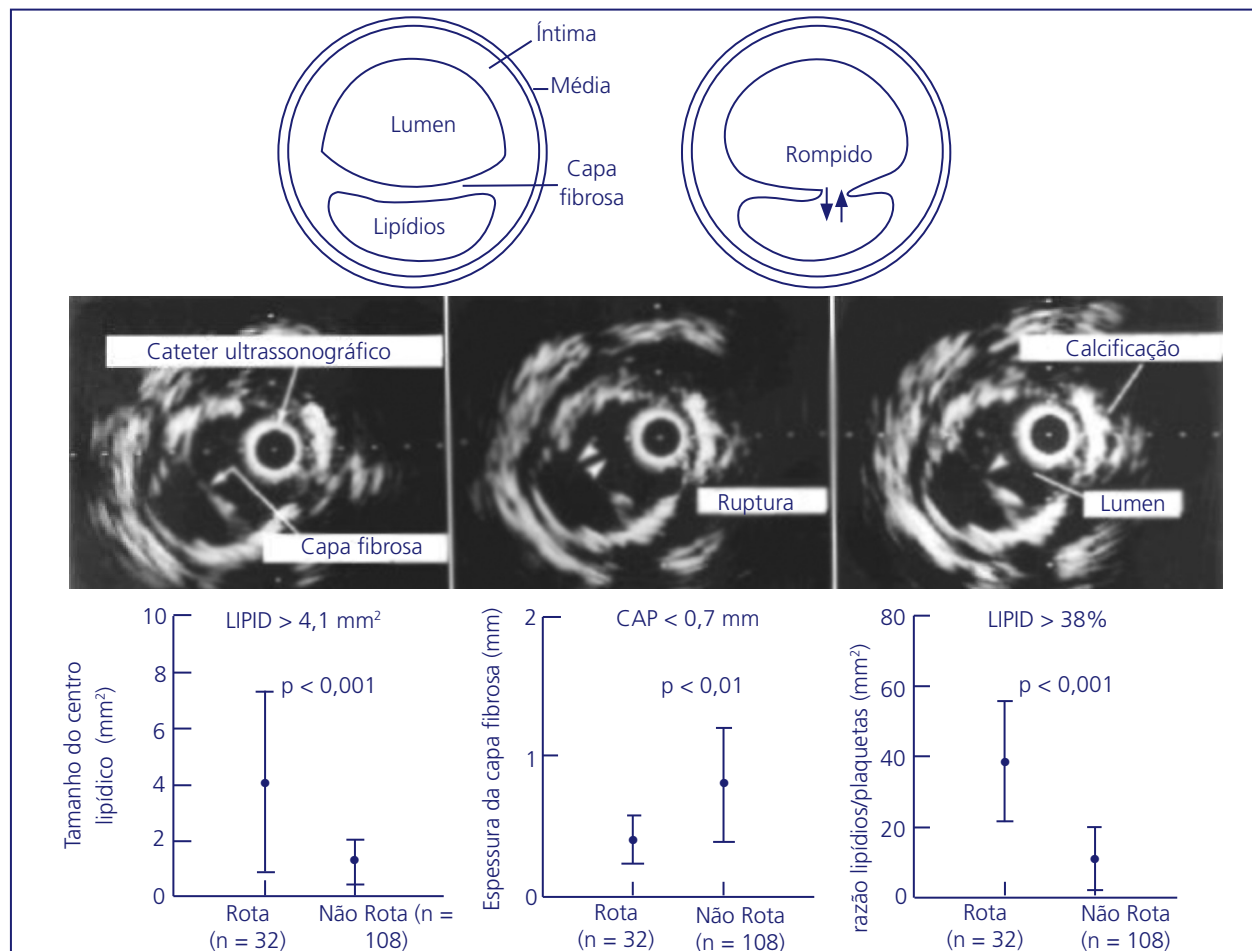 Íntima
Média
Lumen
Capa
fibrosa
Lipídios
Rompido
Cateter ultrassonográfico
Capa fibrosa
Ruptura
Calcificação
Lumen
Tamanho do centro
lipídico (mm²)
10
8
6
4
2
0
LIPID > 4,1 mm²
p < 0,001
Rota
(n = 32)
Não Rota (n =
108)
Espessura da capa fibrosa (mm)
2
1
0
CAP < 0,7 mm
p < 0,01
Rota
(n = 32)
Não Rota
(n = 108)
razão lipídios/plaquetas (mm²)
80
60
40
20
0
LIPID > 38%
p < 0,001
Rota
(n = 32)
Não Rota
(n = 108)